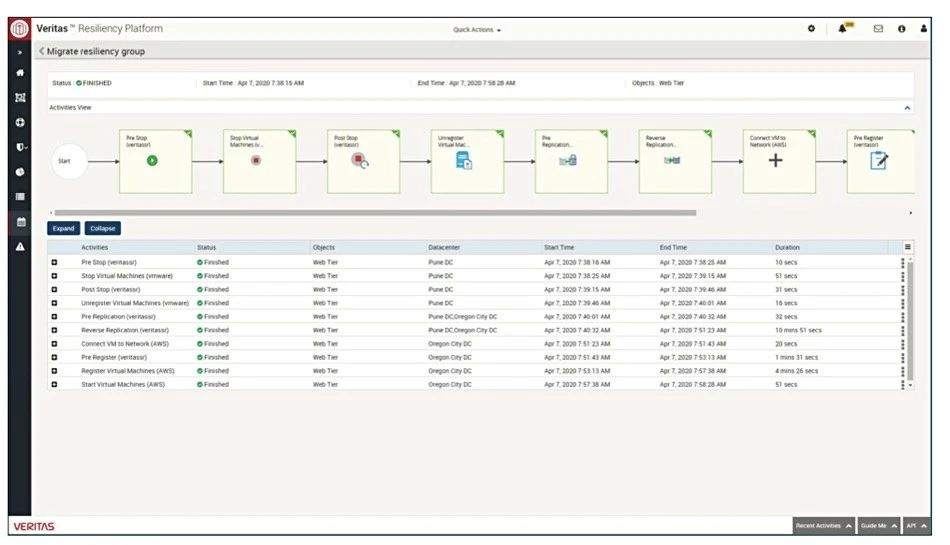 Veritas™ Resiliency Platform
Quick Actions
Migrate resiliency group
Status : FINISHED Start Time : Apr 7, 2020 7:38:16 AM End Time : Apr 7, 2020 7:58:28 AM Objects : Web Tier
Activities View
Start
Pre Stop
(veritassr)
Stop Virtual
Machines (v...
Post Stop
(veritassr)
Unregister
Virtual Mac...
Pre
Replication...
Reverse
Replication...
Connect VM to
Network (AWS)
Pre Register
(veritassr)
Expand Collapse
Activities Status Objects Datacenter Start Time End Time Duration
Pre Stop (veritassr) Finished Web Tier Pune DC Apr 7, 2020 7:38:16 AM Apr 7, 2020 7:38:25 AM 10 secs
Stop Virtual Machines (vmware) Finished Web Tier Pune DC Apr 7, 2020 7:38:25 AM Apr 7, 2020 7:39:15 AM 51 secs
Post Stop (veritassr) Finished Web Tier Pune DC Apr 7, 2020 7:39:15 AM Apr 7, 2020 7:39:46 AM 31 secs
Unregister Virtual Machines (vmware) Finished Web Tier Pune DC Apr 7, 2020 7:39:46 AM Apr 7, 2020 7:40:01 AM 16 secs
Pre Replication (veritassr) Finished Web Tier Pune DC,Oregon City DC Apr 7, 2020 7:40:01 AM Apr 7, 2020 7:40:32 AM 32 secs
Reverse Replication (veritassr) Finished Web Tier Pune DC,Oregon City DC Apr 7, 2020 7:40:32 AM Apr 7, 2020 7:51:23 AM 10 mins 51 secs
Connect VM to Network (AWS) Finished Web Tier Oregon City DC Apr 7, 2020 7:51:23 AM Apr 7, 2020 7:51:43 AM 20 secs
Pre Register (veritassr) Finished Web Tier Oregon City DC Apr 7, 2020 7:51:43 AM Apr 7, 2020 7:53:13 AM 1 mins 31 secs
Register Virtual Machines (AWS) Finished Web Tier Oregon City DC Apr 7, 2020 7:53:13 AM Apr 7, 2020 7:57:38 AM 4 mins 26 secs
Start Virtual Machines (AWS) Finished Web Tier Oregon City DC Apr 7, 2020 7:57:38 AM Apr 7, 2020 7:58:28 AM 51 secs
VERITAS
Recent Activities Guide Me API